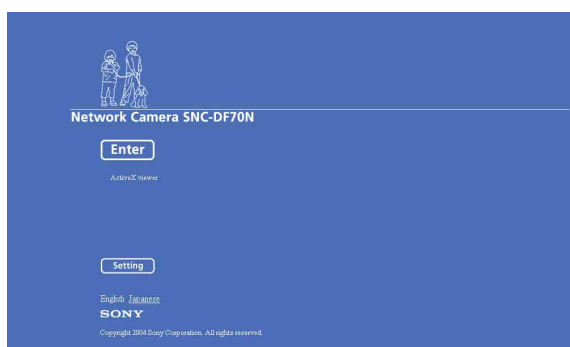 Network Camera SNC-DF70N
Enter
ActiveX viewer
Setting
English Japanese
SONY
Copyright 2004 Sony Corporation. All rights reserved.